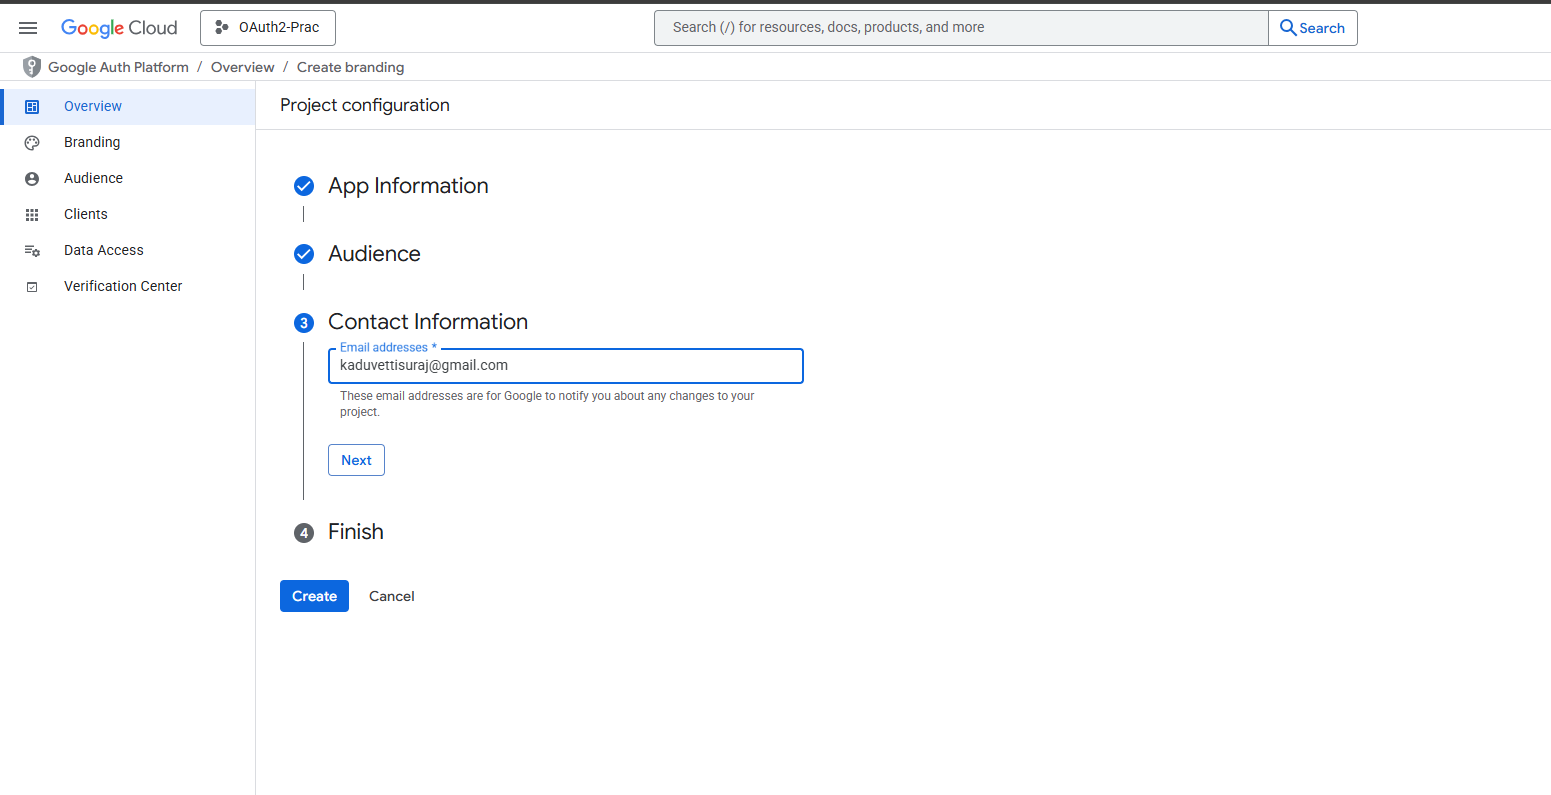 Google Cloud
OAuth2-Prac
Search (/) for resources, docs, products, and more
Search
Google Auth Platform / Overview / Create branding
Overview
Branding
Audience
Clients
Data Access
Verification Center
Project configuration
App Information
Audience
3 Contact Information
Email addresses *
kaduvettisuraj@gmail.com
These email addresses are for Google to notify you about any changes to your
project.
Next
4 Finish
Create Cancel